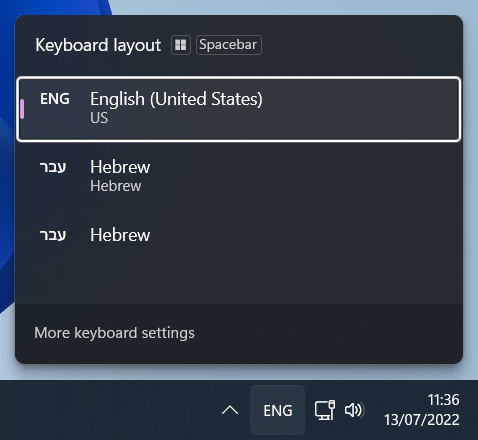 Keyboard layout Spacebar
ENG English (United States)
US
עבר Hebrew
Hebrew
עבר Hebrew
More keyboard settings
ENG 11:36
13/07/2022